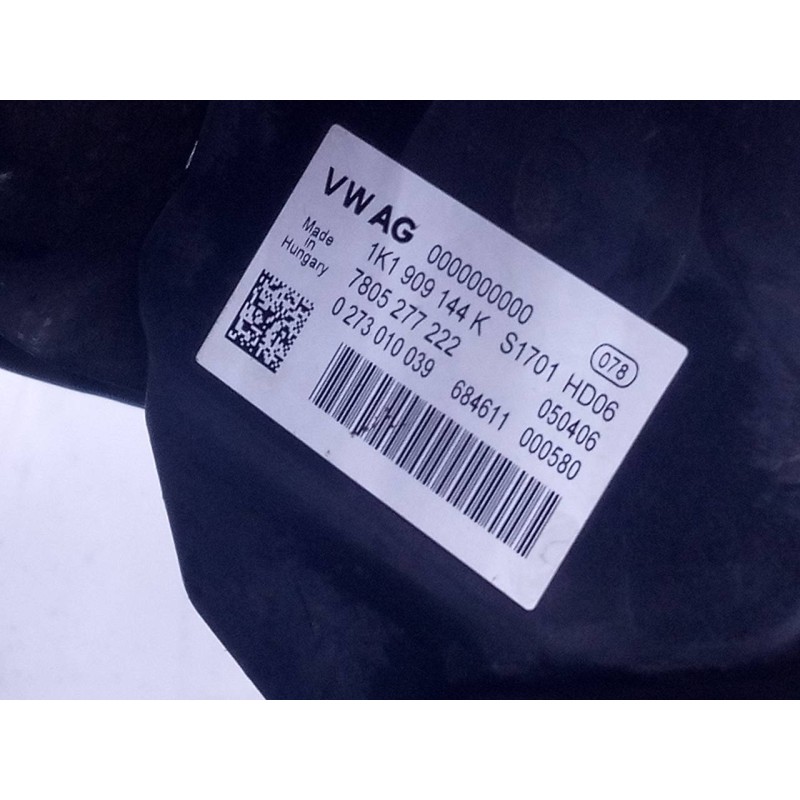 VW AG 0000000000
Made in Hungary
1K1 909 144 K S1701 HD06
078
7805 277 222 050406
0 273 010 039 684611 000580